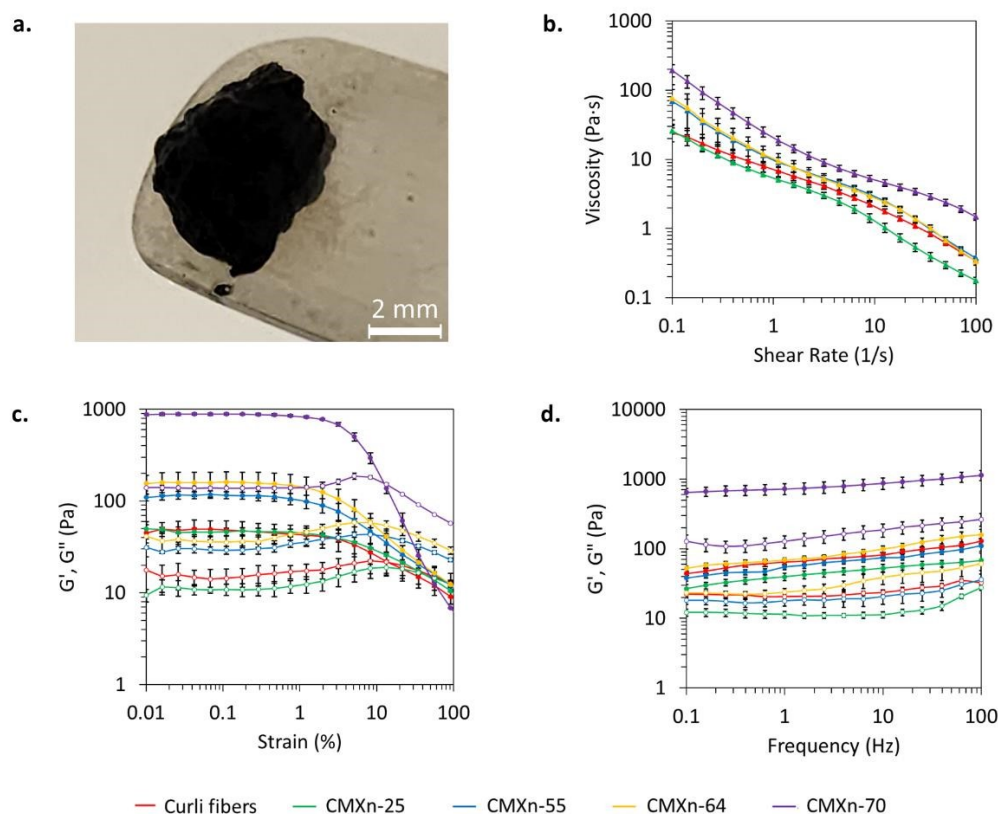 a.
2 mm
b.
1000
100
10
1
0.1
0.1 1 10 100
Viscosity (Pa·s)
Shear Rate (1/s)
c.
1000
100
10
1
0.01 0.1 1 10 100
G', G" (Pa)
Strain (%)
d.
10000
1000
100
10
1
0.1 1 10 100
G', G" (Pa)
Frequency (Hz)
Curli fibers CMXn-25 CMXn-55 CMXn-64 CMXn-70